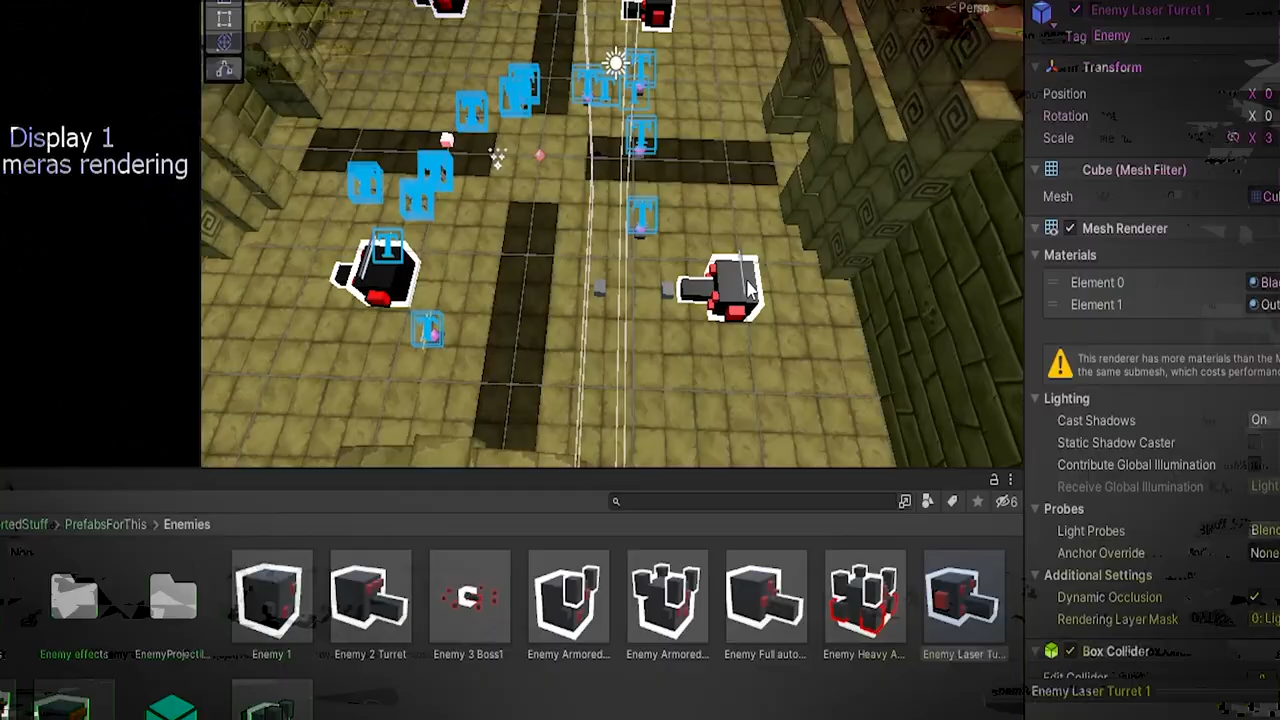 Display 1
meras rendering
Persp
Enemy Laser Turret 1
Tag Enemy
Transform
Position X 0
Rotation X 0
Scale X 3
Cube (Mesh Filter)
Mesh
Mesh Renderer
Materials
Element 0
Element 1
This renderer has more materials than the
the same submesh, which costs
Lighting
Cast Shadows On
Static Shadow Caster
Contribute Global Illumination
Receive Global Illumination
Probes
Light Probes
Anchor Override None
Additional Settings
Dynamic Occlusion
Rendering Layer Mask
Box Collider
Enemy Laser Turret 1
6
PrefabsForThis > Enemies
Enemy effects
EnemyProjectil...
Enemy 1
Enemy 2 Turret
Enemy 3 Boss1
Enemy Armored...
Enemy Armored...
Enemy Full auto...
Enemy Heavy A...
Enemy Laser Tu...